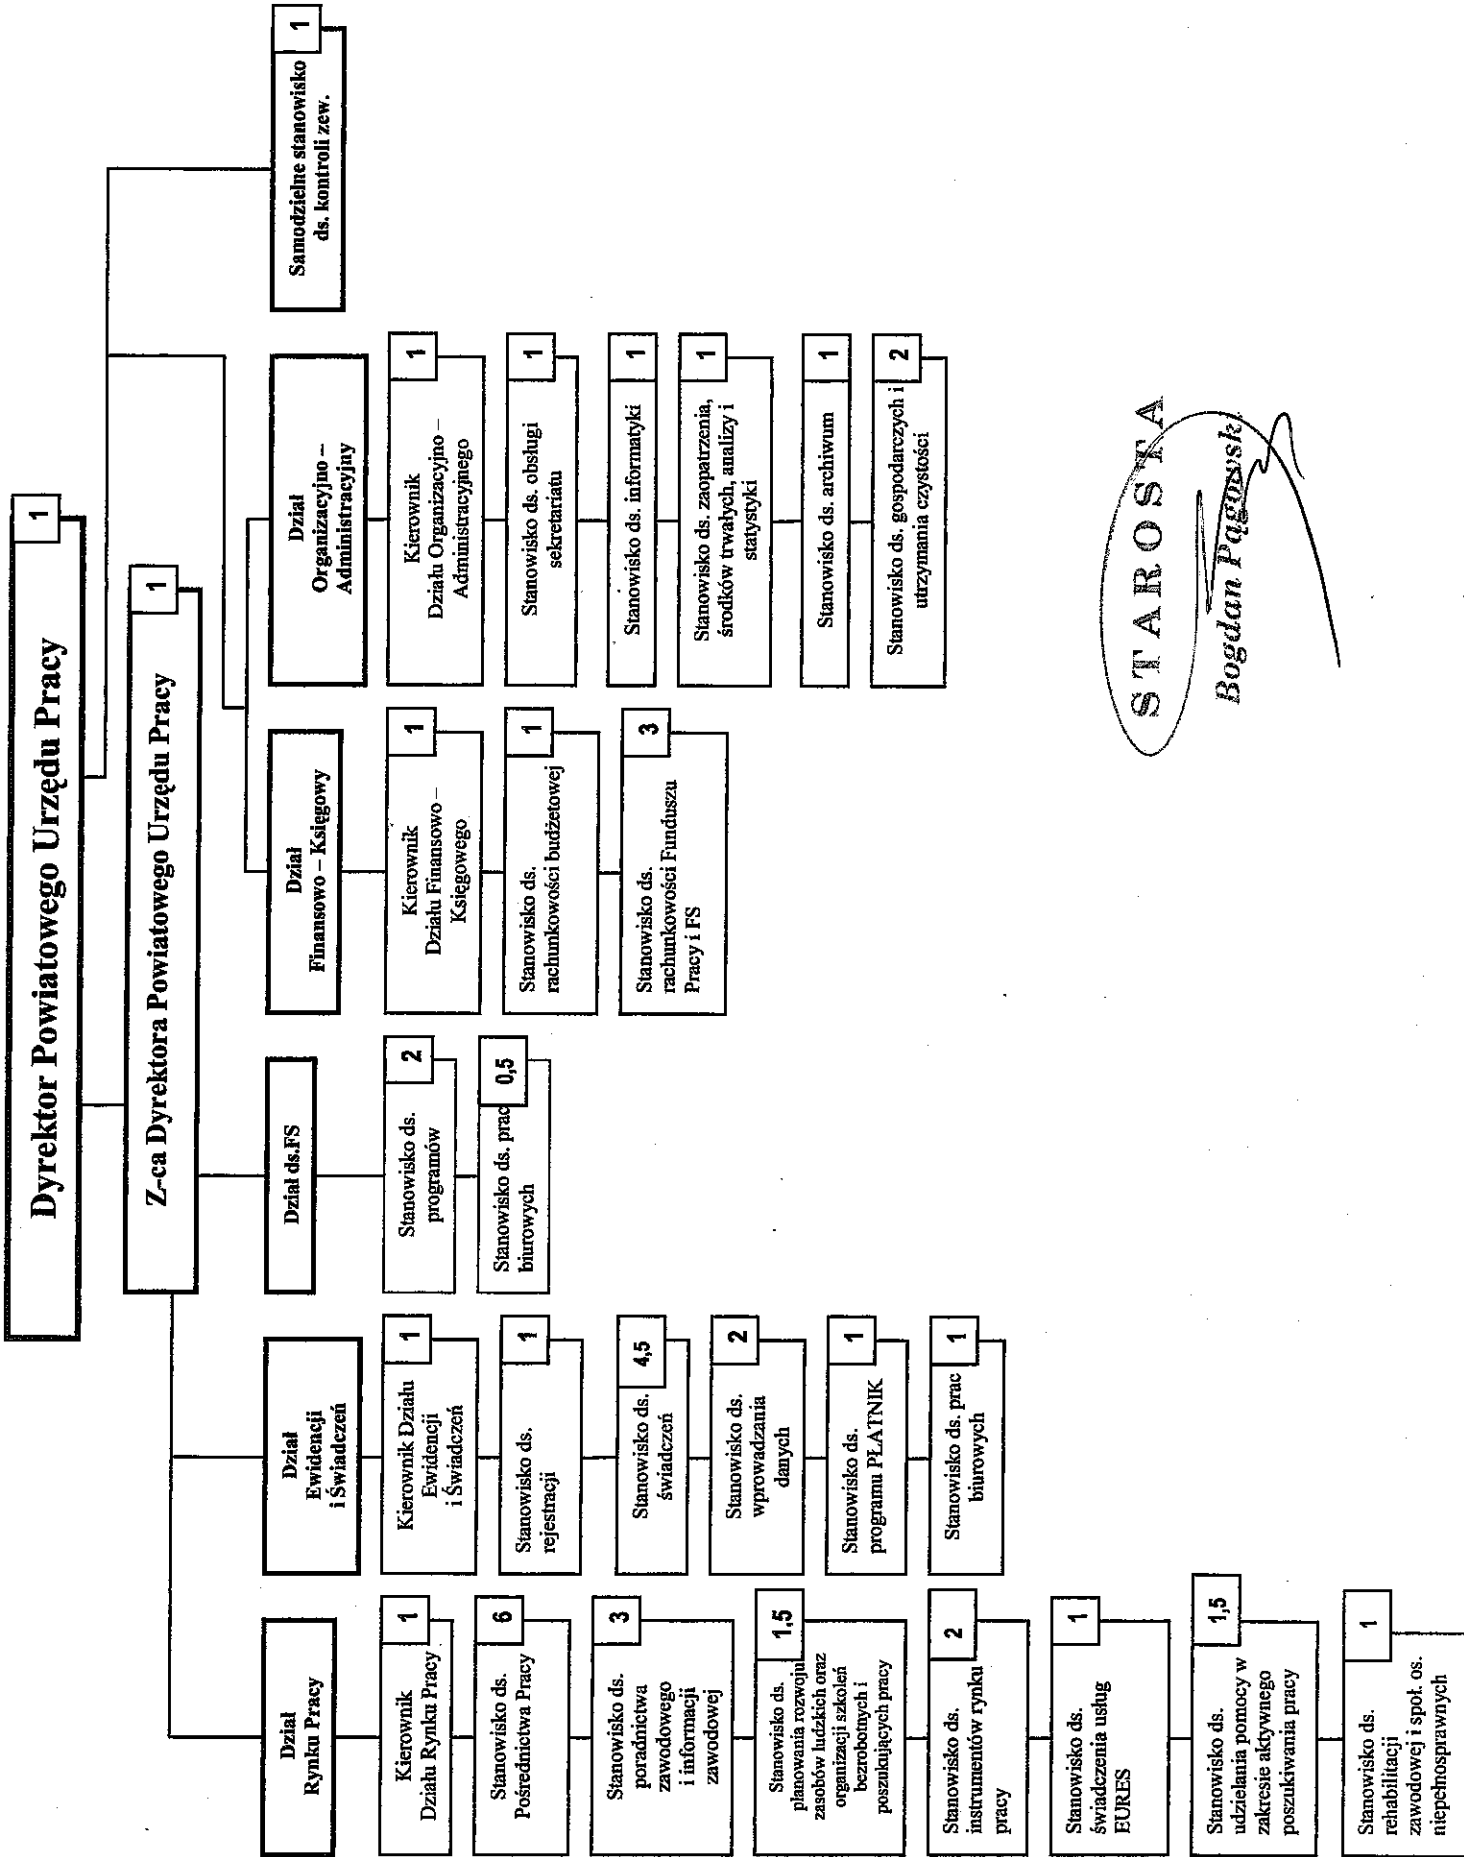 Dyrektor Powiatowego Urzędu Pracy
1
Z-ca Dyrektora Powiatowego Urzędu Pracy
1
Dział
Rynku Pracy
Kierownik
Działu Rynku Pracy
1
Stanowisko ds.
Pośrednictwa Pracy
6
Stanowisko ds.
poradnictwa
zawodowego
i informacji
zawodowej
3
Stanowisko ds.
planowania rozwoju
zasobów ludzkich oraz
organizacji szkoleń
bezrobotnych i
poszukujących pracy
1,5
Stanowisko ds.
instrumentów rynku
pracy
2
Stanowisko ds.
świadczenia usług
EURES
1
Stanowisko ds.
udzielania pomocy w
zakresie aktywnego
poszukiwania pracy
1,5
Stanowisko ds.
rehabilitacji
zawodowej i społ. os.
niepełnosprawnych
1
Dział
Ewidencji
i Świadczeń
Kierownik Działu
Ewidencji
i Świadczeń
1
Stanowisko ds.
rejestracji
1
Stanowisko ds.
świadczeń
4,5
Stanowisko ds.
wprowadzania
danych
2
Stanowisko ds.
programu PŁATNIK
1
Stanowisko ds. prac
biurowych
1
Dział ds.FS
Stanowisko ds.
programów
2
Stanowisko ds. prac
biurowych
0,5
Dział
Finansowo – Księgowy
Kierownik
Działu Finansowo –
Księgowego
1
Stanowisko ds.
rachunkowości budżetowej
1
Stanowisko ds.
rachunkowości Funduszu
Pracy i FS
3
Dział
Organizacyjno –
Administracyjny
Kierownik
Działu Organizacyjno –
Administracyjnego
1
Stanowisko ds. obsługi
sekretariatu
1
Stanowisko ds. informatyki
1
Stanowisko ds. zaopatrzenia,
środków trwałych, analizy i
statystyki
1
Stanowisko ds. archiwum
1
Stanowisko ds. gospodarczych i
utrzymania czystości
2
Samodzielne stanowisko
ds. kontroli zew.
1
STAROSTA
Bogdan Pągowski